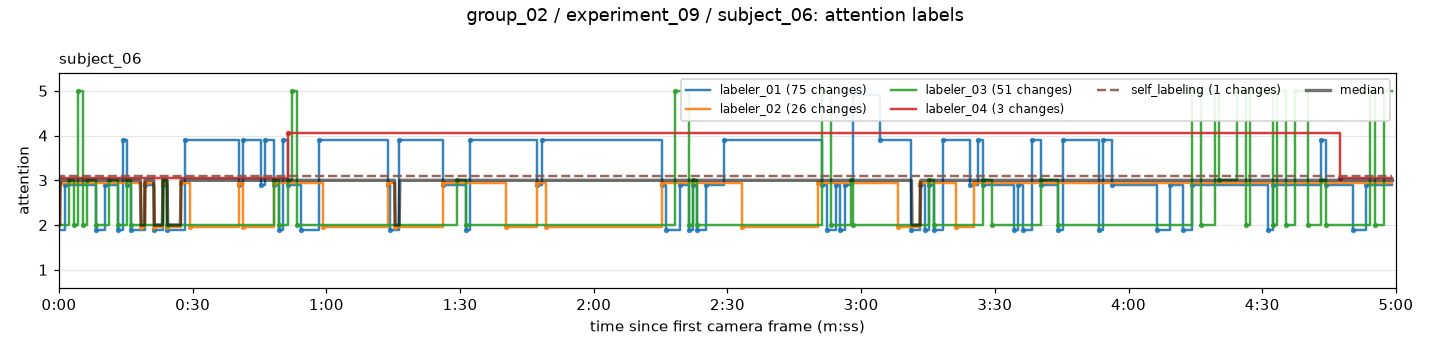 group_02 / experiment_09 / subject_06: attention labels
subject_06
labeler_01 (75 changes)
labeler_02 (26 changes)
labeler_03 (51 changes)
labeler_04 (3 changes)
self_labeling (1 changes)
median
attention
5
4
3
2
1
0:00 0:30 1:00 1:30 2:00 2:30 3:00 3:30 4:00 4:30 5:00
time since first camera frame (m:ss)